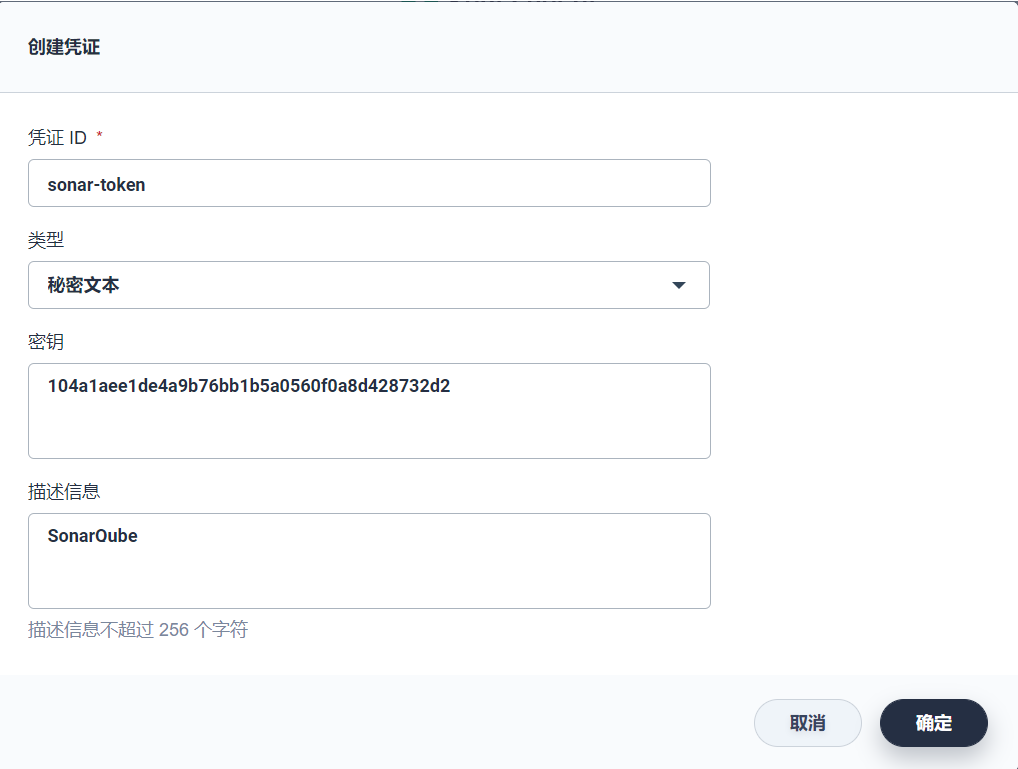 创建凭证
凭证 ID *
sonar-token
类型
秘密文本
密钥
104a1aee1de4a9b76bb1b5a0560f0a8d428732d2
描述信息
SonarQube
描述信息不超过 256 个字符
取消
确定